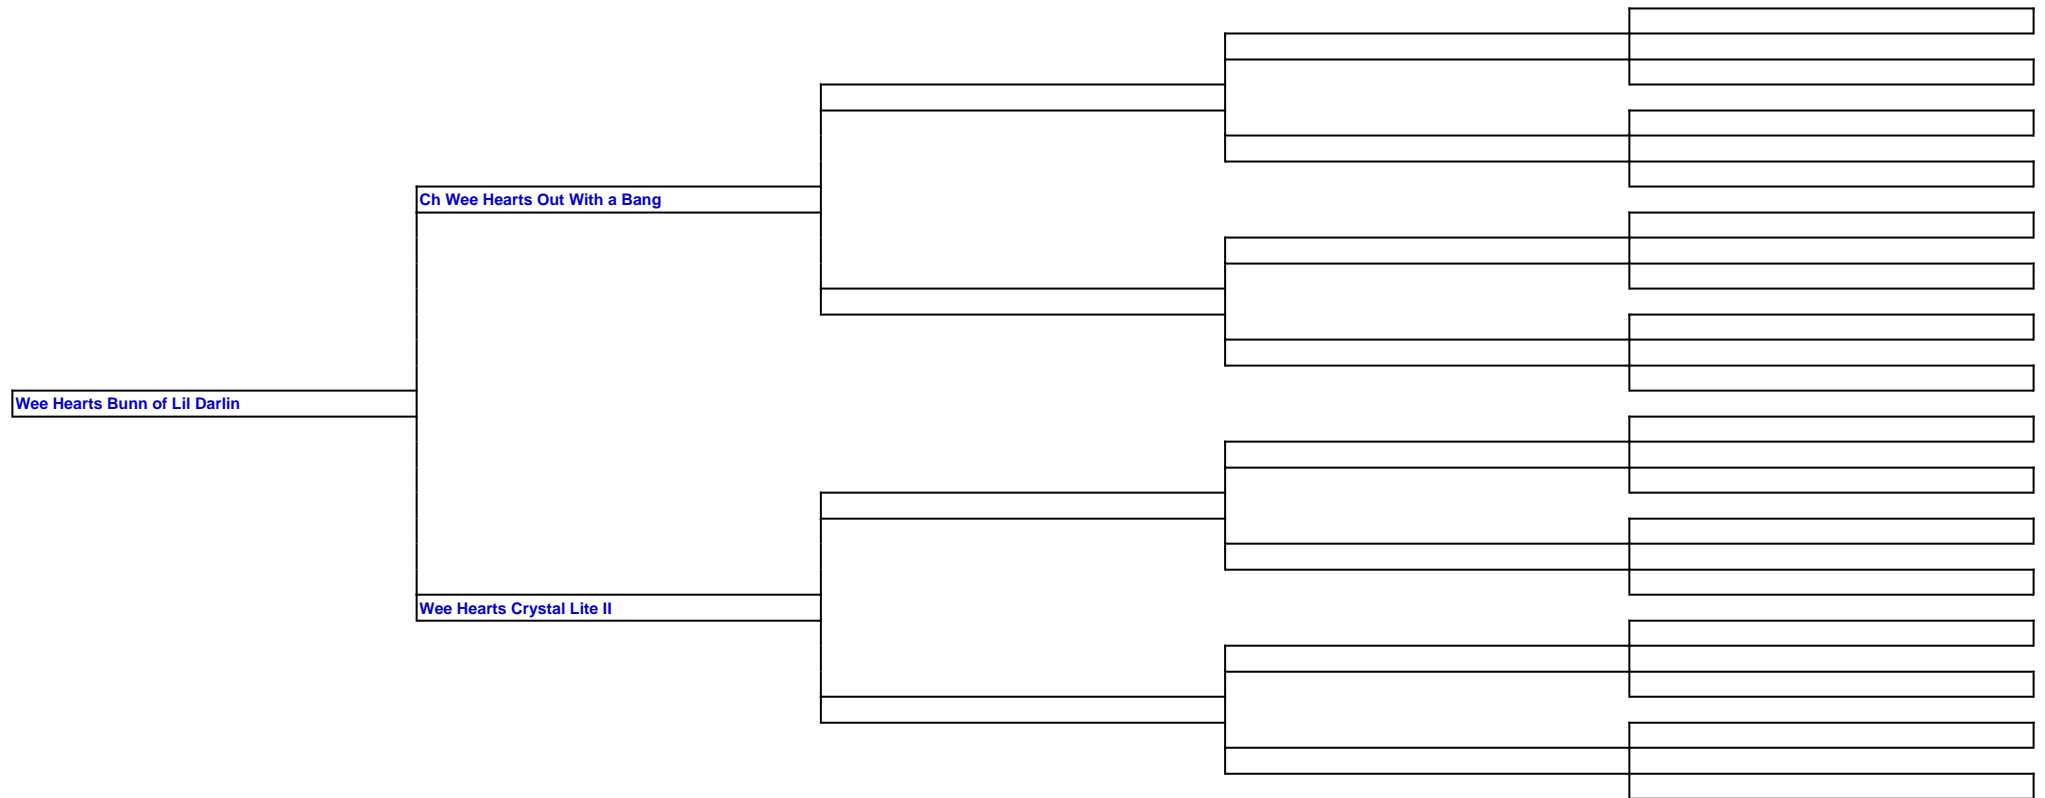 Ch Wee Hearts Out With a Bang
Wee Hearts Bunn of Lil Darlin
Wee Hearts Crystal Lite II